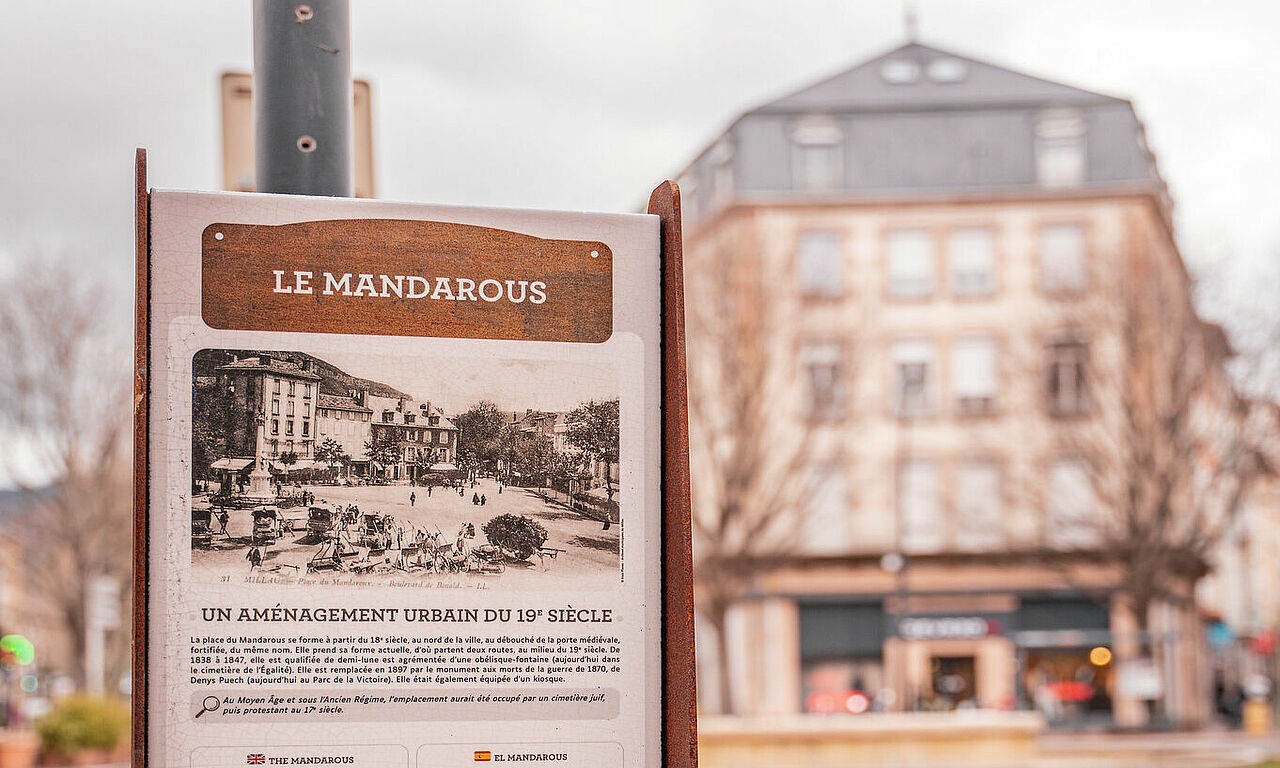 LE MANDAROUS
31 MILLAU - Place du Mandarous. - Boulevard de Bonald. - LL.
UN AMÉNAGEMENT URBAIN DU 19E SIÈCLE
La place du Mandarous se forme à partir du 18e siècle, au nord de la ville, au débouché de la porte médiévale,
fortifiée, du même nom. Elle prend sa forme actuelle, d'où partent deux routes, au milieu du 19e siècle. De
1838 à 1847, elle est qualifiée de demi-lune est agrémentée d'une obélisque-fontaine (aujourd'hui dans
le cimetière de l'Égalité). Elle est remplacée en 1897 par le monument aux morts de la guerre de 1870, de
Denys Puech (aujourd'hui au Parc de la Victoire). Elle était également équipée d'un kiosque.
Au Moyen Âge et sous l'Ancien Régime, l'emplacement aurait été occupé par un cimetière juif,
puis protestant au 17e siècle.
THE MANDAROUS
EL MANDAROUS